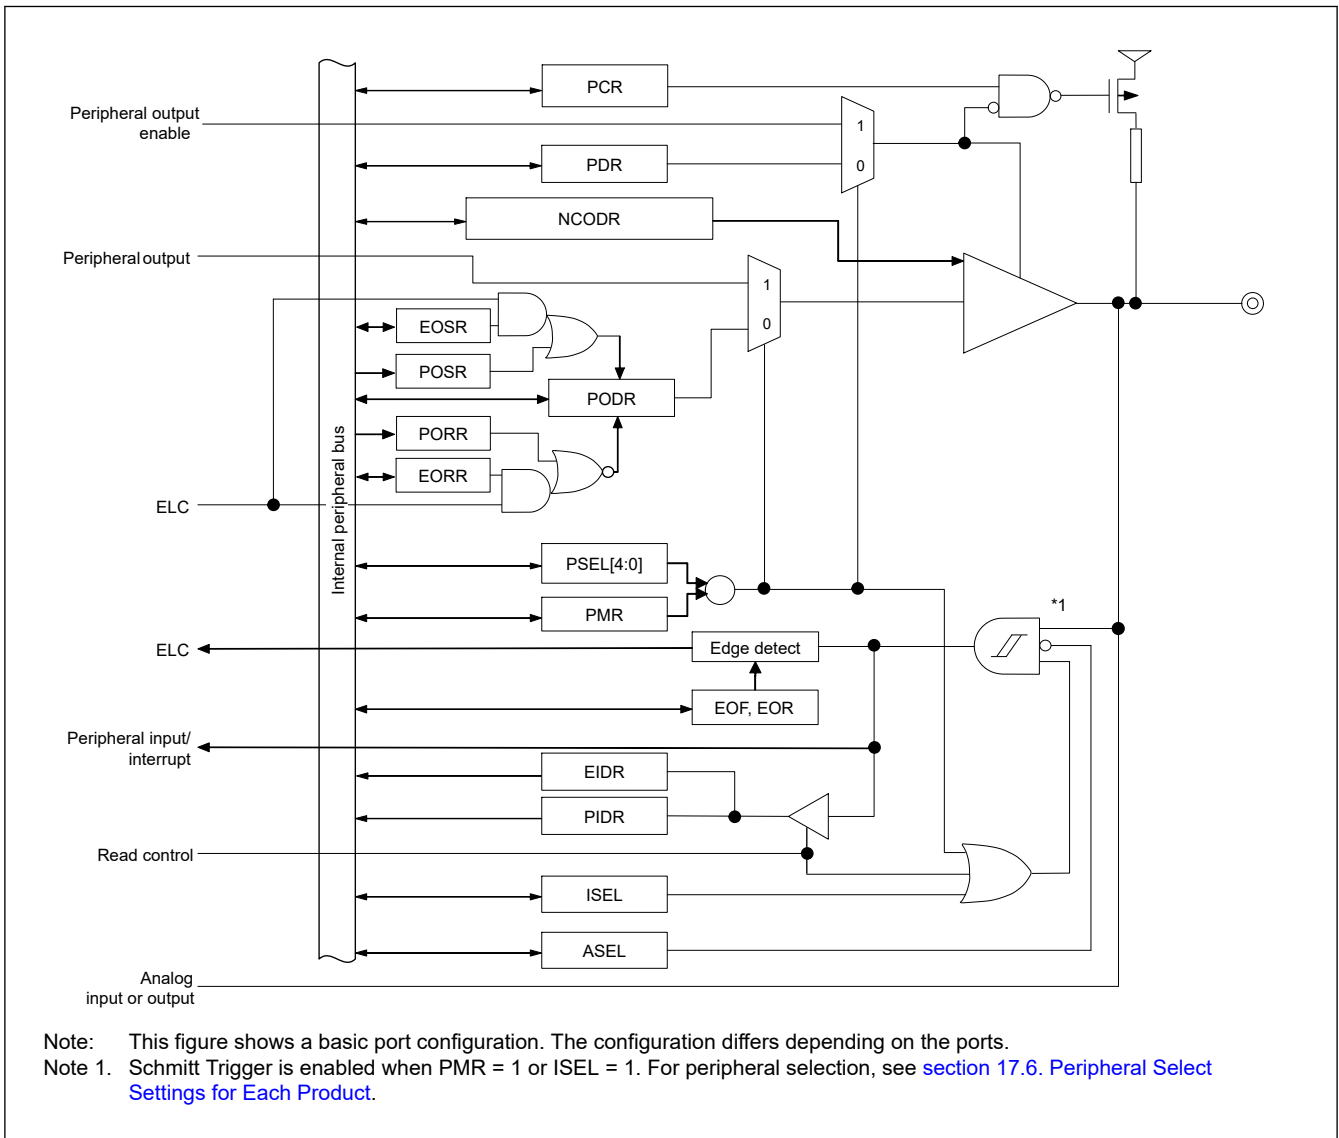 PCR
Peripheral output
enable
1
PDR
0
NCODR
Peripheral output
1
EOSR
0
POSR
PODR
PORR
EORR
ELC
Internal peripheral bus
PSEL[4:0]
PMR
*1
ELC
Edge detect
EOF, EOR
Peripheral input/
interrupt
EIDR
PIDR
Read control
ISEL
ASEL
Analog
input or output
Note: This figure shows a basic port configuration. The configuration differs depending on the ports.
Note 1. Schmitt Trigger is enabled when PMR = 1 or ISEL = 1. For peripheral selection, see section 17.6. Peripheral Select
Settings for Each Product.